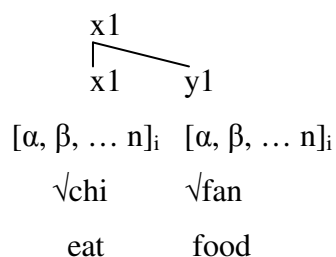 x1
x1 y1
[α, β, … n]i [α, β, … n]i
√chi √fan
eat food